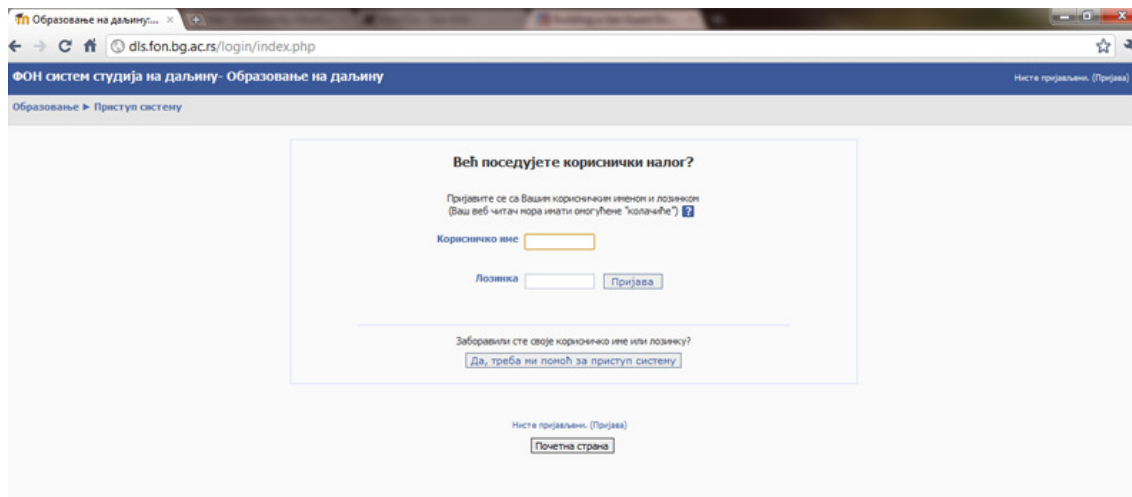 Образовање на даљину:...
dls.fon.bg.ac.rs/login/index.php
ФОН систем студија на даљину- Образовање на даљину
Нисте пријављени. (Пријава)
Образовање ► Приступ систему
Већ поседујете кориснички налог?
Пријавите се са Вашим корисничким именом и лозинком
(Ваш веб читач мора имати омогућене "колачиће") ?
Корисничко име
Лозинка
Пријава
Заборавили сте своје корисничко име или лозинку?
Да, треба ми помоћ за приступ систему
Нисте пријављени. (Пријава)
Почетна страна